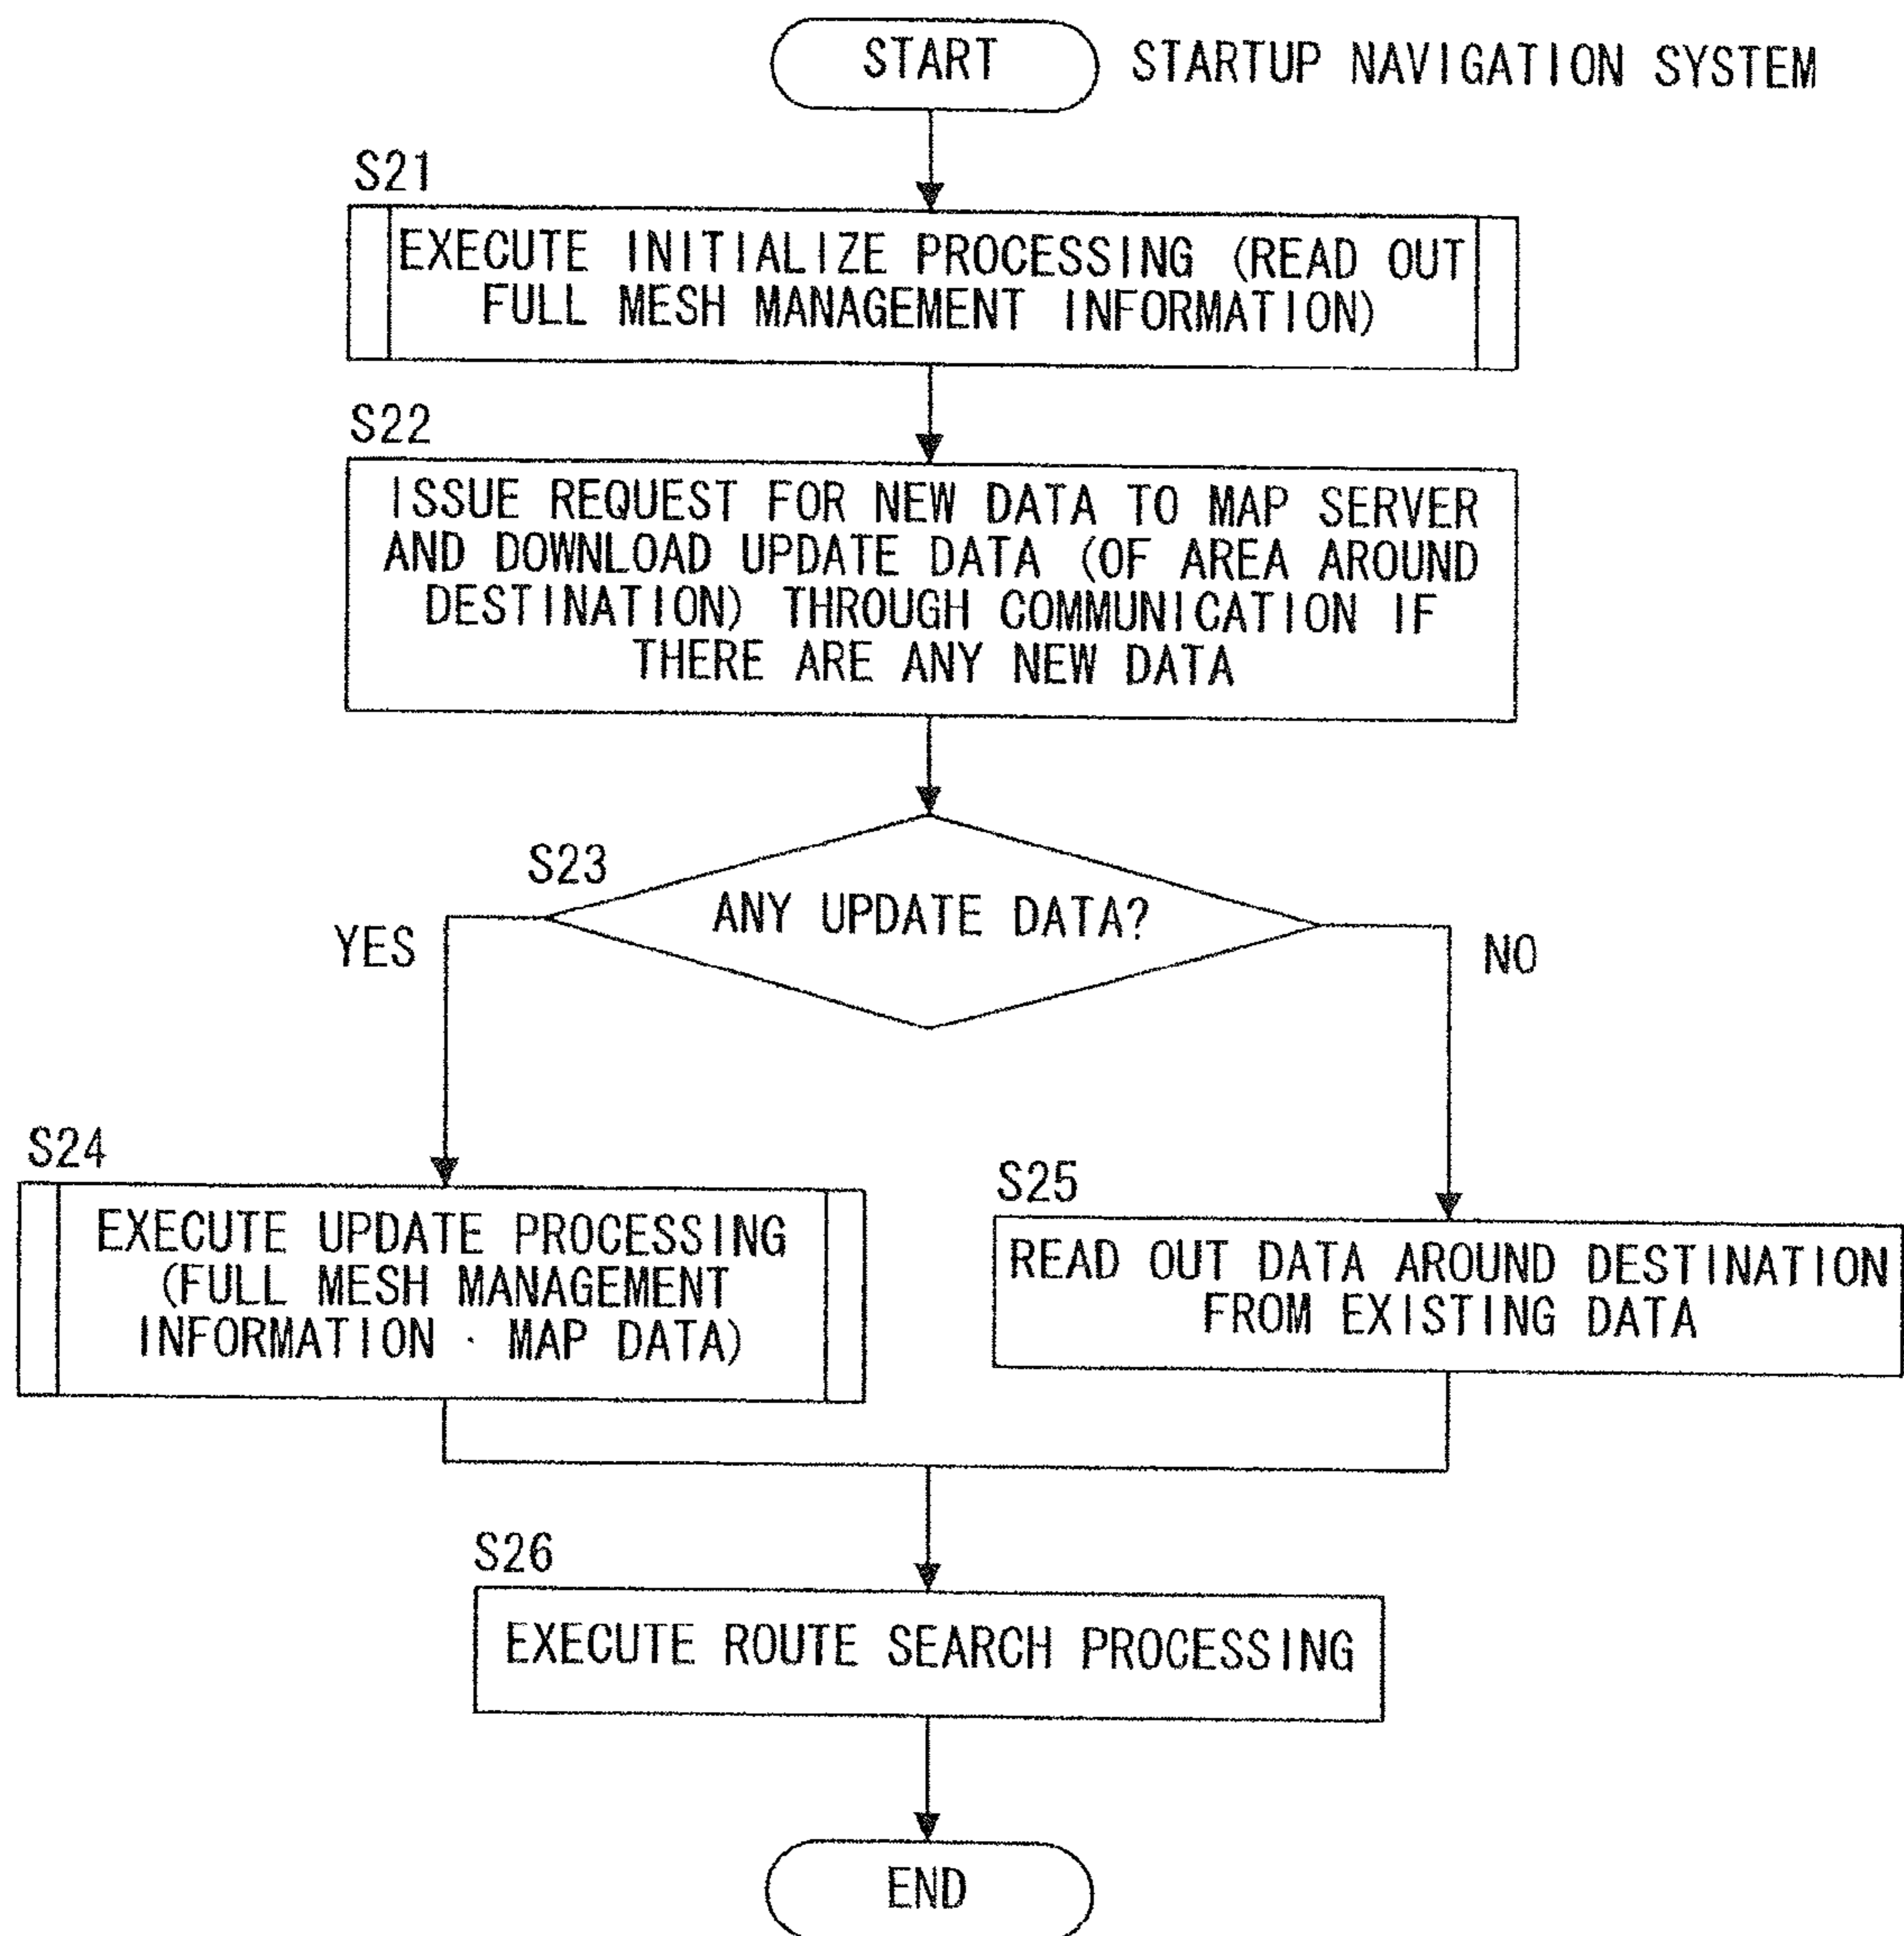 START
STARTUP NAVIGATION SYSTEM
S21
EXECUTE INITIALIZE PROCESSING (READ OUT
FULL MESH MANAGEMENT INFORMATION)
S22
ISSUE REQUEST FOR NEW DATA TO MAP SERVER
AND DOWNLOAD UPDATE DATA (OF AREA AROUND
DESTINATION) THROUGH COMMUNICATION IF
THERE ARE ANY NEW DATA
S23
ANY UPDATE DATA?
YES
NO
S24
EXECUTE UPDATE PROCESSING
(FULL MESH MANAGEMENT
INFORMATION · MAP DATA)
S25
READ OUT DATA AROUND DESTINATION
FROM EXISTING DATA
S26
EXECUTE ROUTE SEARCH PROCESSING
END